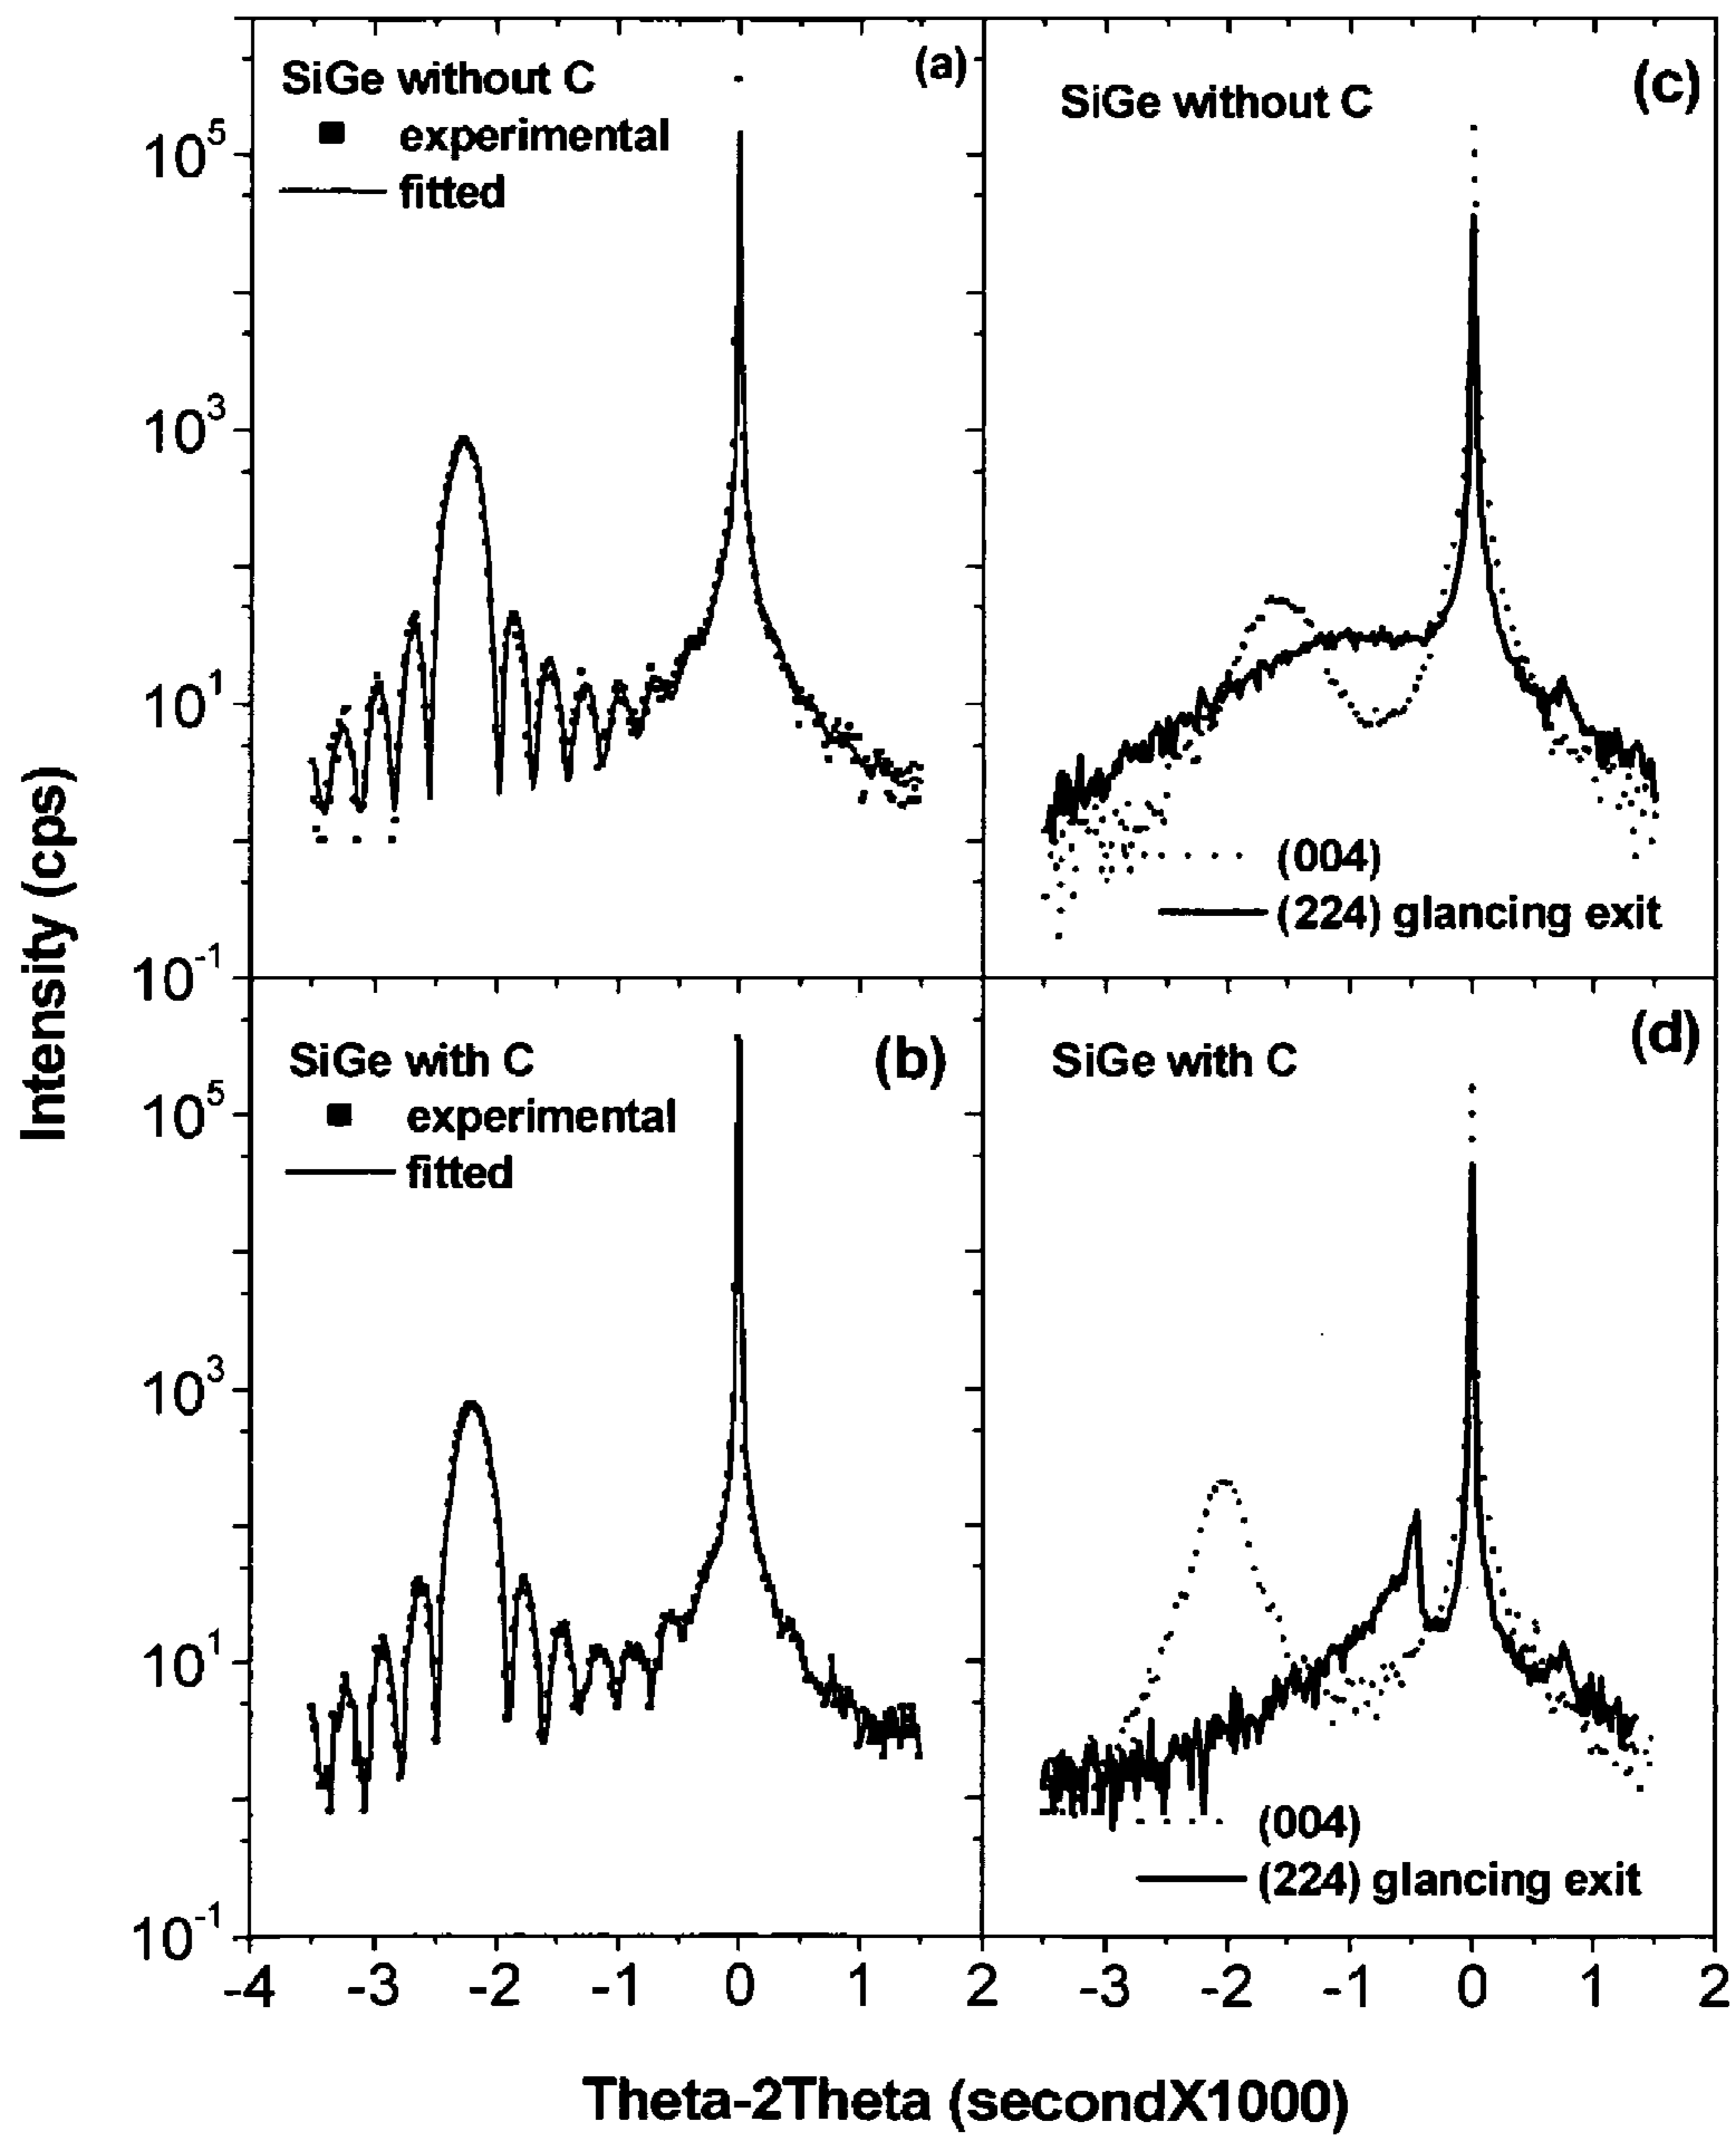 SiGe without C
experimental
fitted
(a)
SiGe without C
(c)
(004)
(224) glancing exit
10^5
10^3
10^1
10^-1
SiGe with C
experimental
fitted
(b)
SiGe with C
(d)
(004)
(224) glancing exit
10^5
10^3
10^1
10^-1
Intensity (cps)
-4 -3 -2 -1 0 1 2 -3 -2 -1 0 1 2
Theta-2Theta (secondX1000)